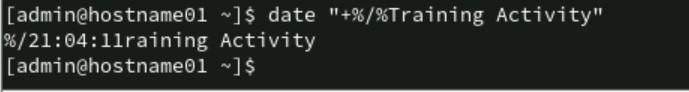 [admin@hostname01 ~]$ date "+%/%Training Activity"
%/21:04:11raining Activity
[admin@hostname01 ~]$